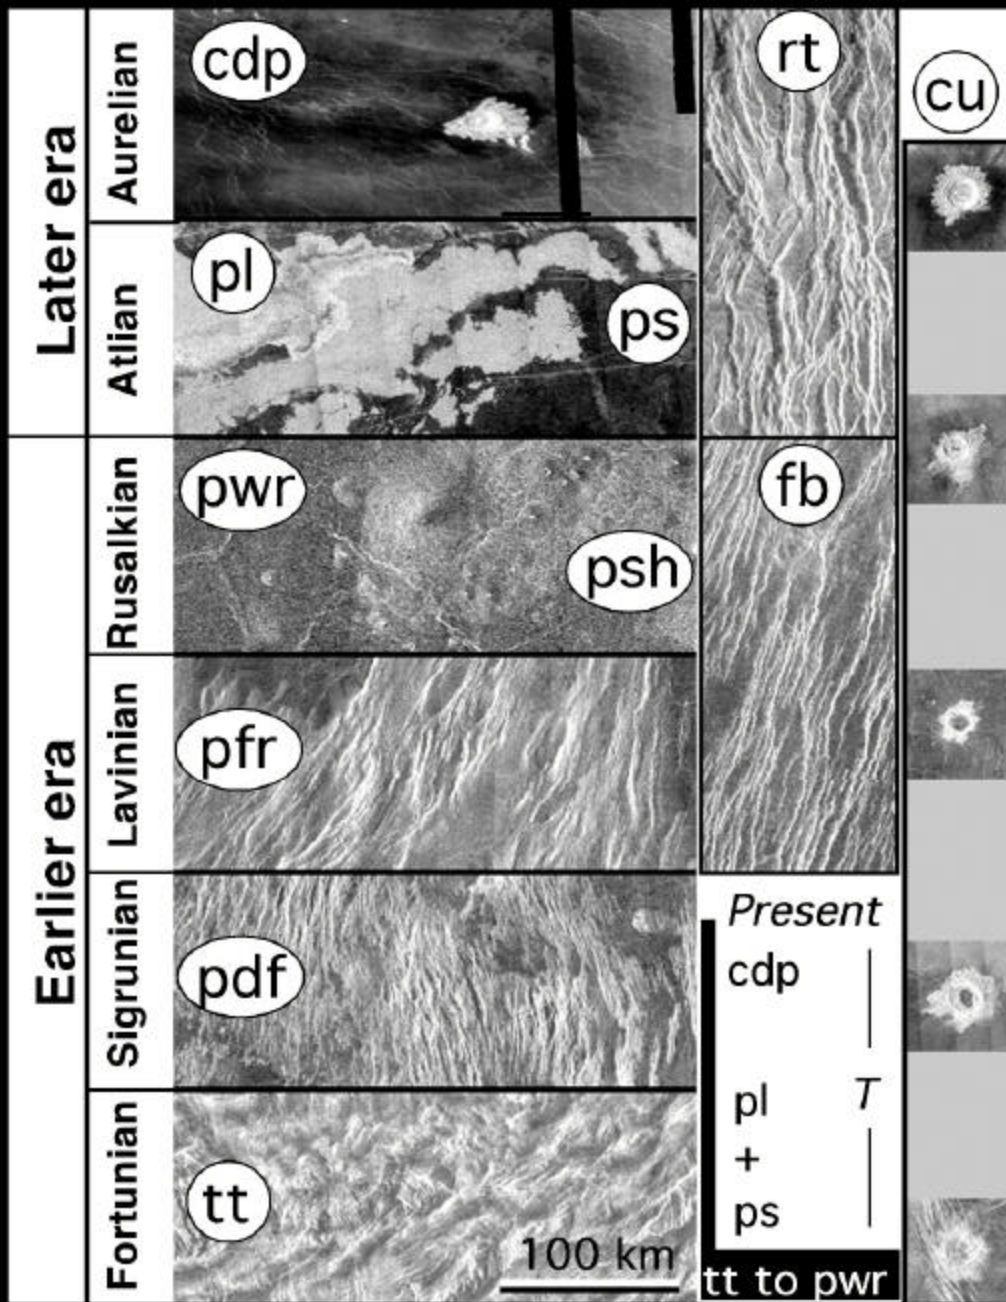 Later era
Aurelian
cdp
rt
cu
Atlian
pl
ps
Earlier era
Rusalkian
pwr
psh
fb
Lavinian
pfr
Sigrunian
pdf
Fortunian
tt
100 km
Present
cdp
pl T
+
ps
tt to pwr